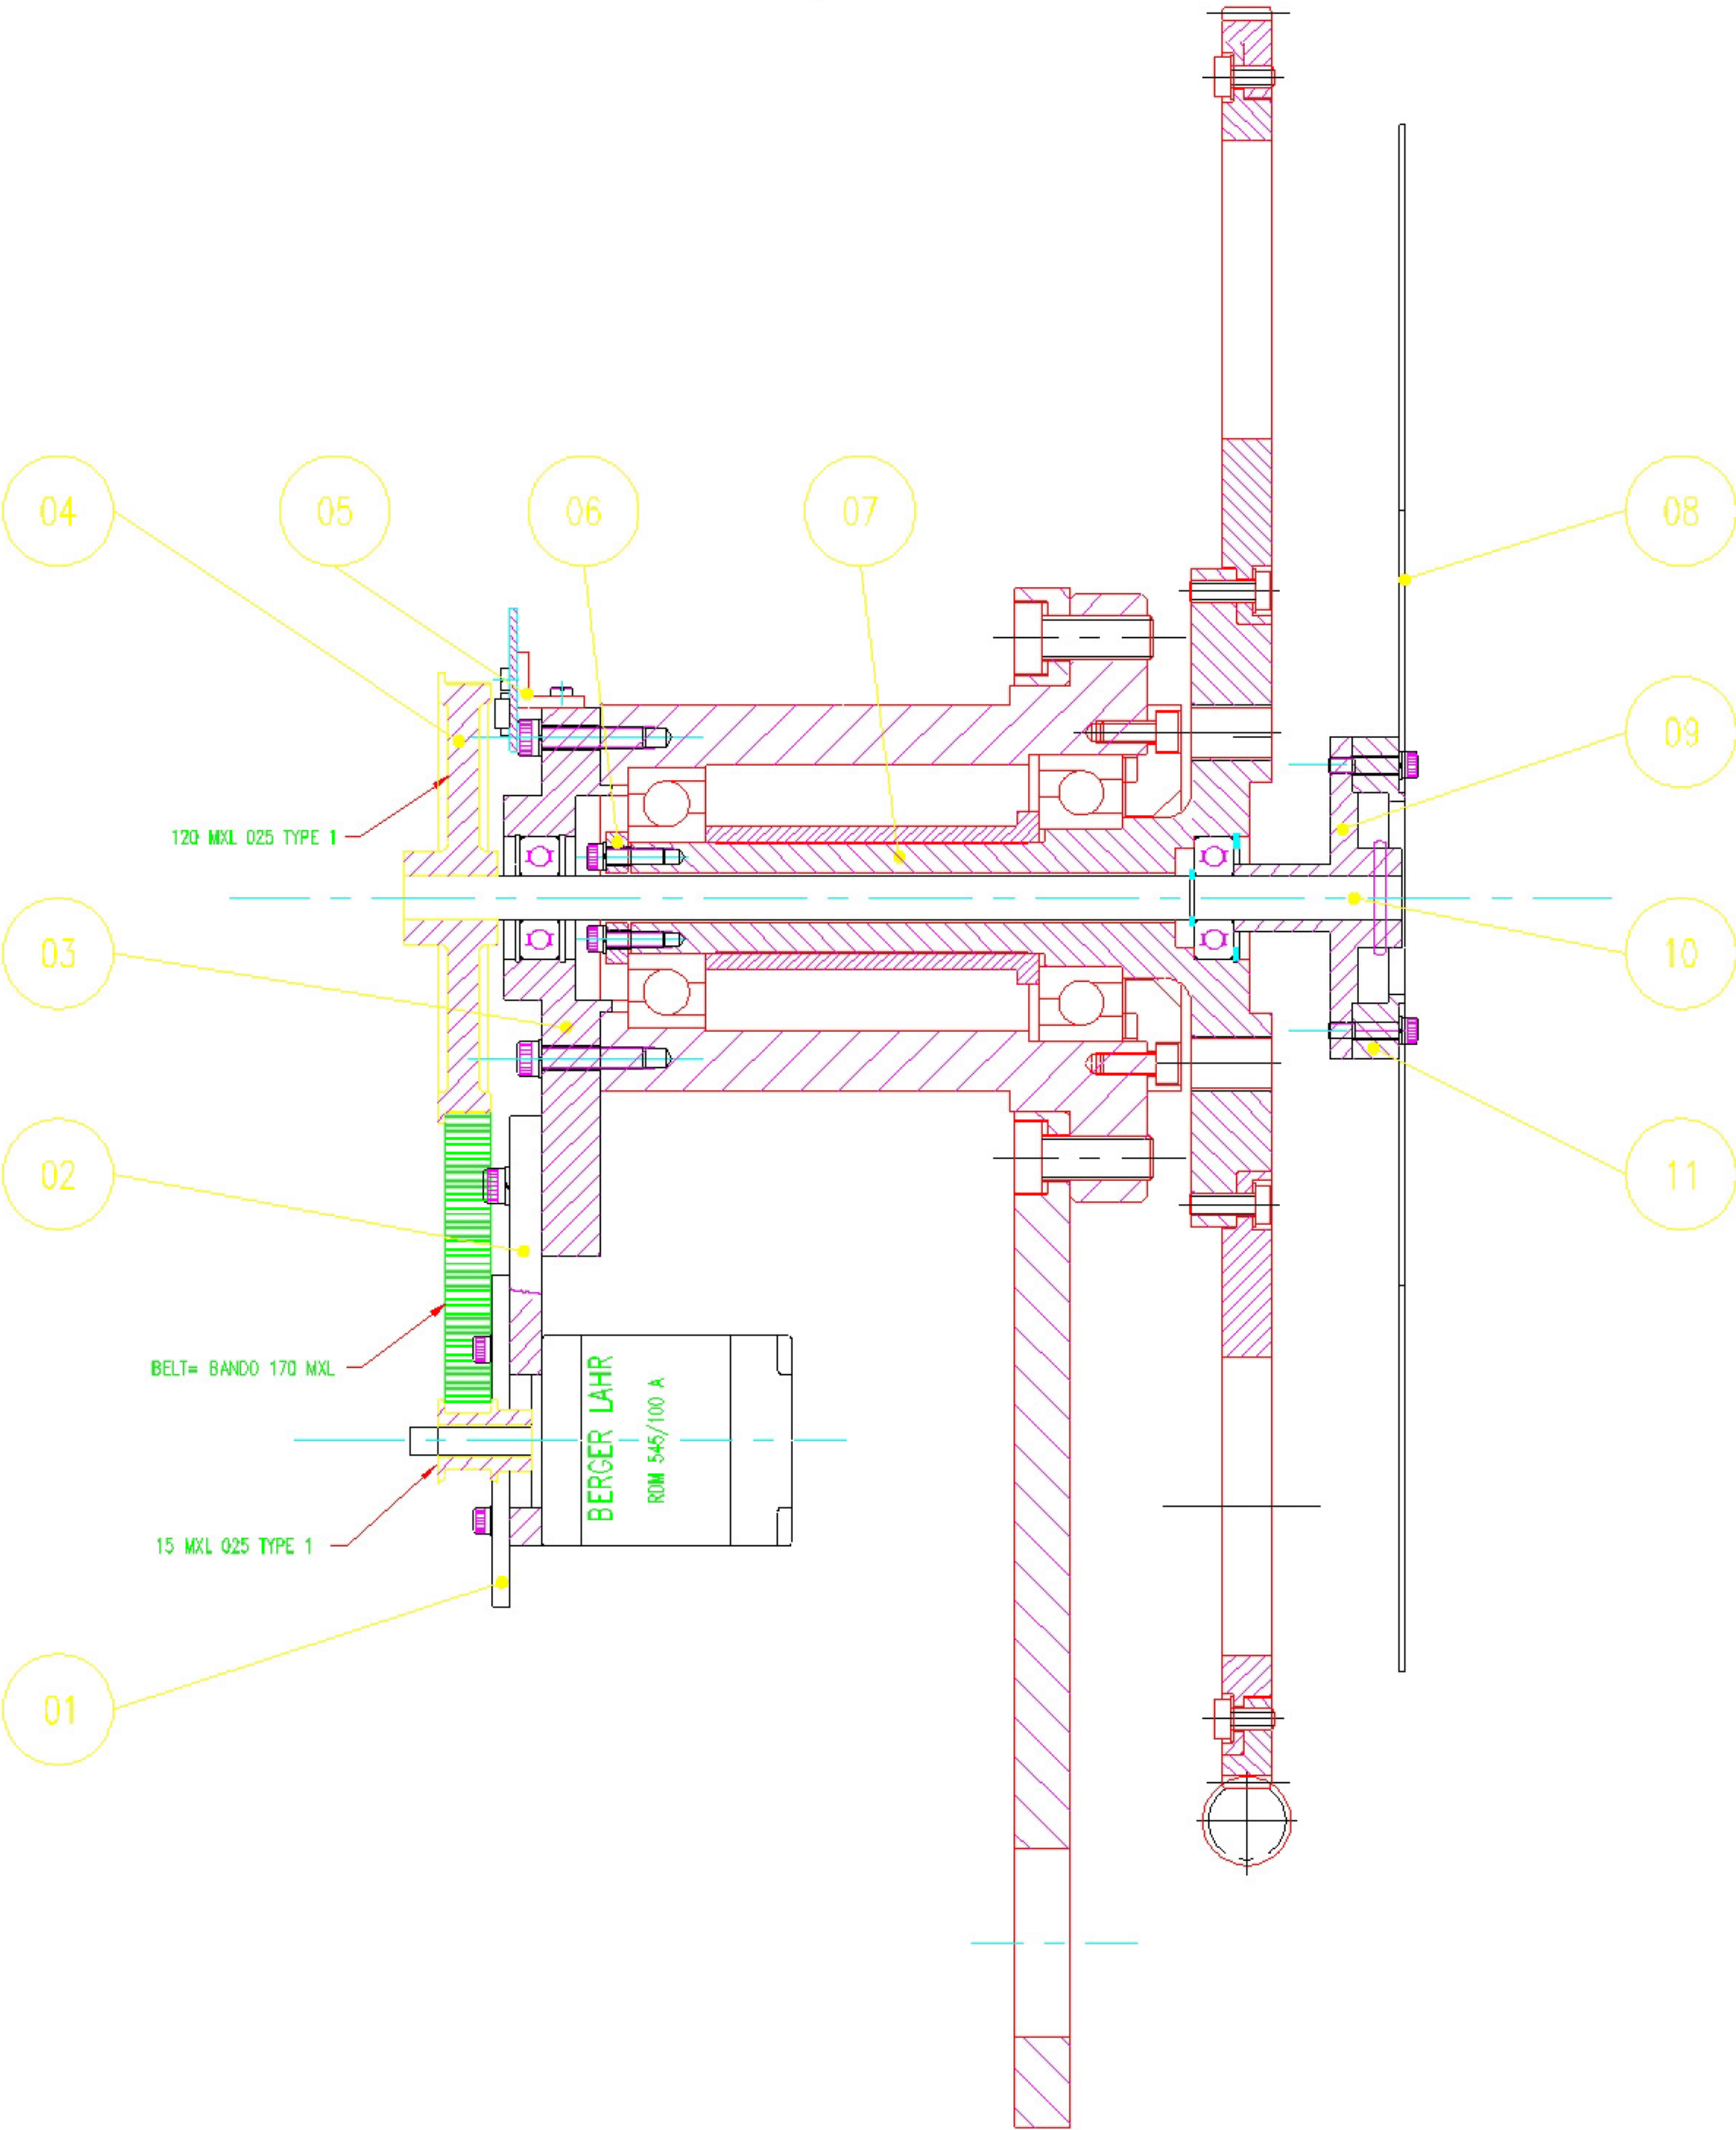 04
05
06
07
08
120 MXL 025 TYPE 1
09
03
10
02
11
BELT= BANDO 170 MXL
BERGER LAHR
RDM 545/100 A
15 MXL 025 TYPE 1
01